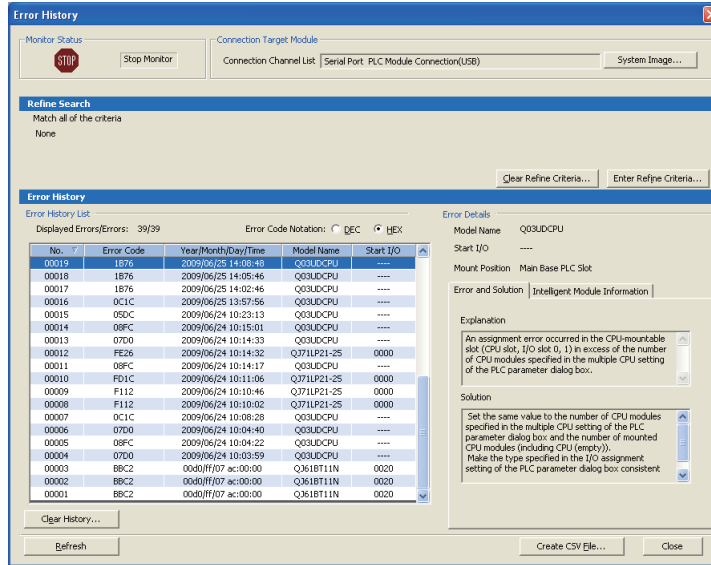 Error History
Monitor Status
STOP
Stop Monitor
Connection Target Module
Connection Channel List Serial Port PLC Module Connection(USB)
System Image...
Refine Search
Match all of the criteria
None
Clear Refine Criteria...
Enter Refine Criteria...
Error History
Error History List
Displayed Errors/Errors: 39/39
Error Code Notation: DEC HEX
No. Error Code Year/Month/Day/Time Model Name Start I/O
00019 1B76 2009/06/25 14:08:48 Q03UDCPU ----
00018 1B76 2009/06/25 14:05:46 Q03UDCPU ----
00017 1B76 2009/06/25 14:02:46 Q03UDCPU ----
00016 0C1C 2009/06/25 13:57:56 Q03UDCPU ----
00015 05DC 2009/06/24 10:23:13 Q03UDCPU ----
00014 08FC 2009/06/24 10:15:01 Q03UDCPU ----
00013 07D0 2009/06/24 10:14:33 Q03UDCPU ----
00012 FE26 2009/06/24 10:14:32 QJ71LP21-25 0000
00011 08FC 2009/06/24 10:14:17 Q03UDCPU ----
00010 FD1C 2009/06/24 10:11:06 QJ71LP21-25 0000
00009 F112 2009/06/24 10:10:46 QJ71LP21-25 0000
00008 F112 2009/06/24 10:10:02 QJ71LP21-25 0000
00007 0C1C 2009/06/24 10:08:28 Q03UDCPU ----
00006 07D0 2009/06/24 10:04:40 Q03UDCPU ----
00005 08FC 2009/06/24 10:04:22 Q03UDCPU ----
00004 07D0 2009/06/24 10:03:59 Q03UDCPU ----
00003 BBC2 00d0/ff/07 ac:00:00 QJ61BT11N 0020
00002 BBC2 00d0/ff/07 ac:00:00 QJ61BT11N 0020
00001 BBC2 00d0/ff/07 ac:00:00 QJ61BT11N 0020
Error Details
Model Name Q03UDCPU
Start I/O ----
Mount Position Main Base PLC Slot
Error and Solution
Intelligent Module Information
Explanation
An assignment error occurred in the CPU-mountable
slot (CPU slot, I/O slot 0, 1) in excess of the number
of CPU modules specified in the multiple CPU setting
of the PLC parameter dialog box.
Solution
Set the same value to the number of CPU modules
specified in the multiple CPU setting of the PLC
parameter dialog box and the number of mounted
CPU modules (including CPU (empty)).
Make the type specified in the I/O assignment
setting of the PLC parameter dialog box consistent
Clear History...
Refresh
Create CSV File...
Close